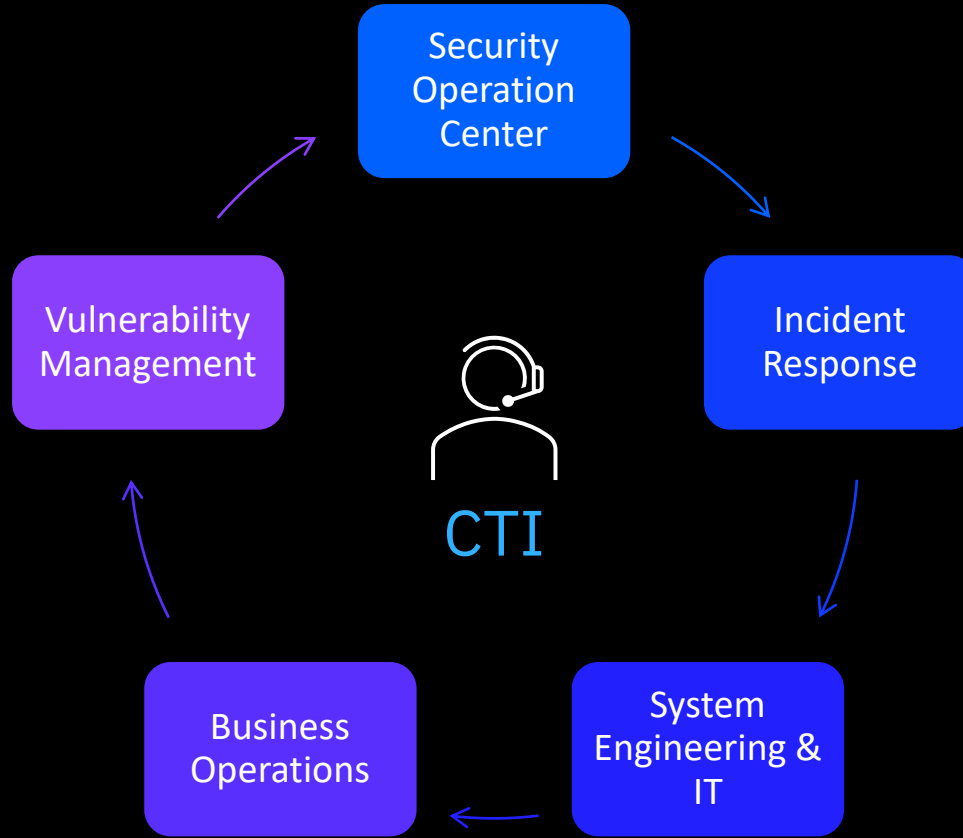 Security
Operation
Center
Incident
Response
System
Engineering &
IT
Business
Operations
Vulnerability
Management
CTI